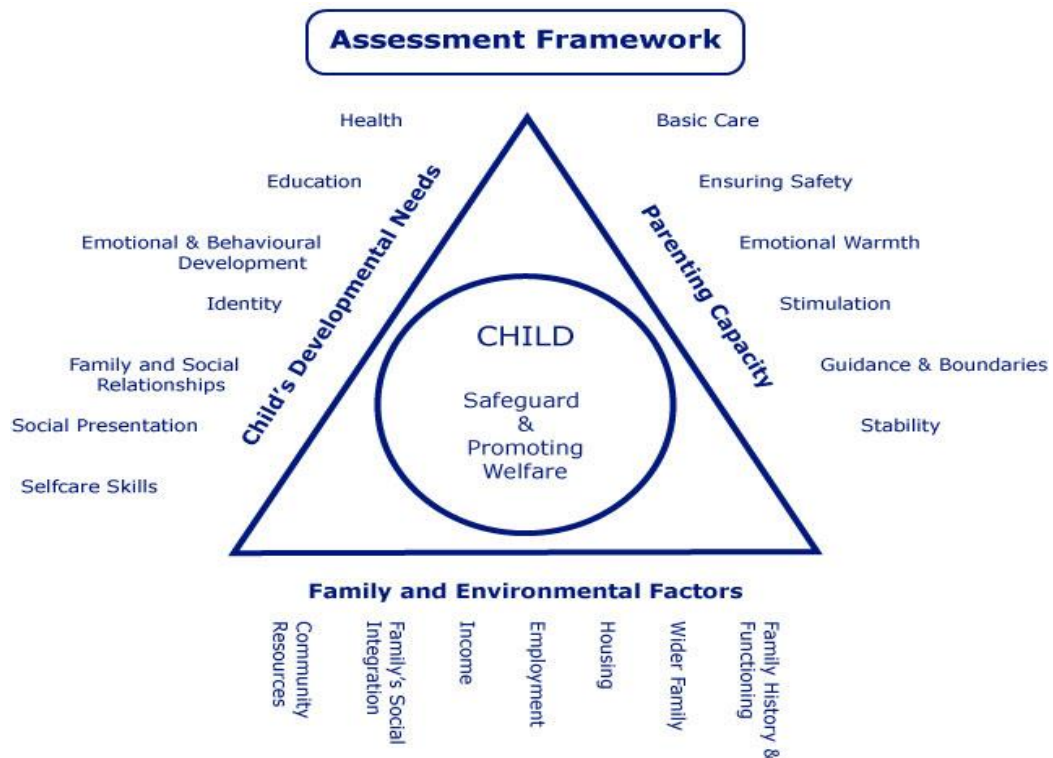 Assessment Framework
Health
Education
Emotional & Behavioural
Development
Identity
Family and Social
Relationships
Social Presentation
Selfcare Skills
Child's Developmental Needs
Basic Care
Ensuring Safety
Emotional Warmth
Stimulation
Guidance & Boundaries
Stability
Parenting Capacity
CHILD
Safeguard
&
Promoting
Welfare
Family and Environmental Factors
Community
Resources
Family's Social
Integration
Income
Employment
Housing
Wider Family
Family History &
Functioning